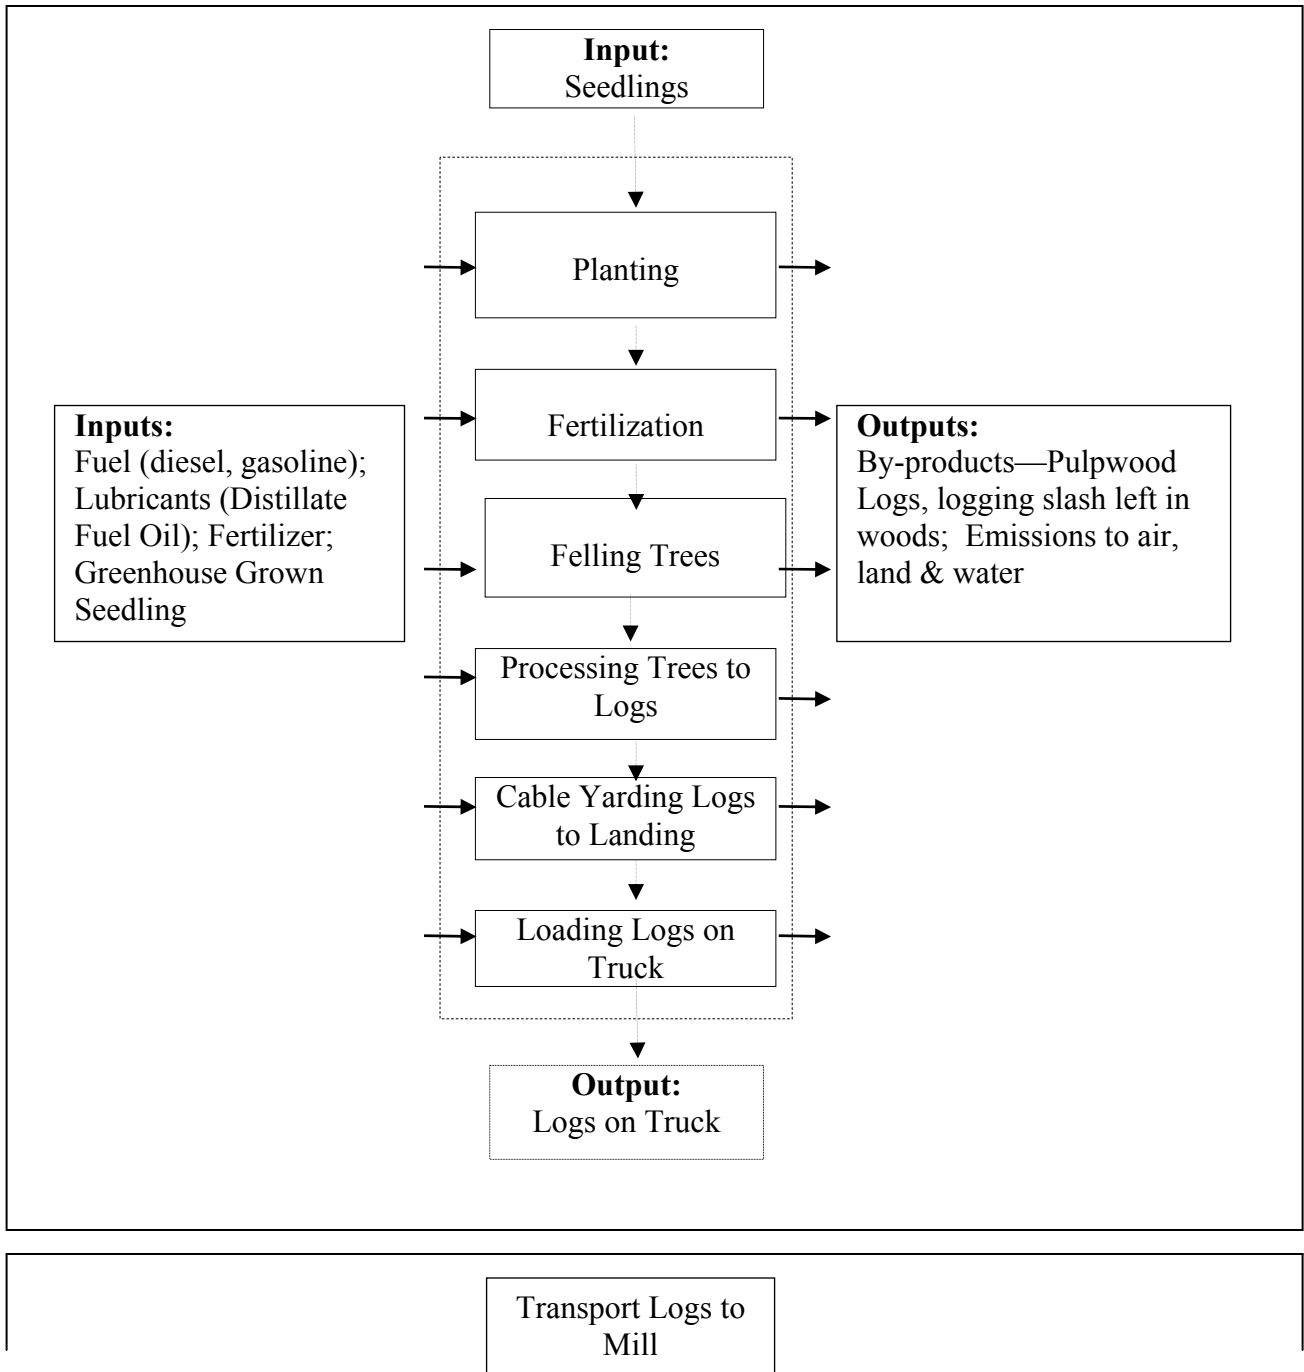 Input:
Seedlings
Planting
Fertilization
Inputs:
Fuel (diesel, gasoline);
Lubricants (Distillate
Fuel Oil); Fertilizer;
Greenhouse Grown
Seedling
Outputs:
By-products—Pulpwood
Logs, logging slash left in
woods;  Emissions to air,
land & water
Felling Trees
Processing Trees to
Logs
Cable Yarding Logs
to Landing
Loading Logs on
Truck
Output:
Logs on Truck
Transport Logs to
Mill